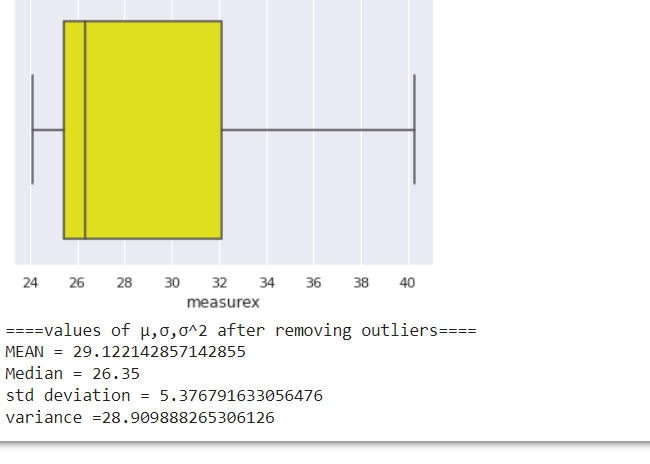 24 26 28 30 32 34 36 38 40
measurex
====values of μ,σ,σ^2 after removing outliers====
MEAN = 29.122142857142855
Median = 26.35
std deviation = 5.376791633056476
variance =28.909888265306126